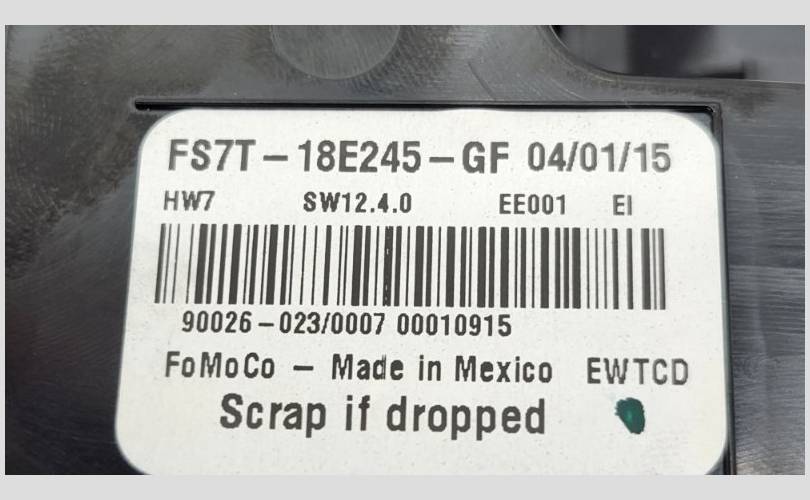 FS7T-18E245-GF 04/01/15
HW7 SW12.4.0 EE001 EI
90026-023/0007 00010915
FoMoCo - Made in Mexico EWTCD
Scrap if dropped